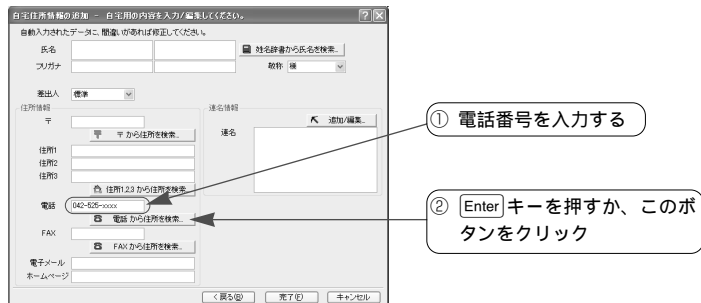 自宅住所情報の追加 - 自宅用の内容を入力/編集してください。
自動入力されたデータに、間違いがあれば修正してください。
氏名
姓名辞書から氏名を検索...
フリガナ
敬称 様
差出人 標準
住所情報
連名情報
〒
追加/編集...
〒 から住所を検索...
連名
住所1
住所2
住所3
住所1.2.3 から住所を検索
電話 042-525-xxxx
電話 から住所を検索...
FAX
FAX から住所を検索...
電子メール
ホームページ
< 戻る(B)
完了(F)
キャンセル
① 電話番号を入力する
② Enter キーを押すか、このボ
タンをクリック